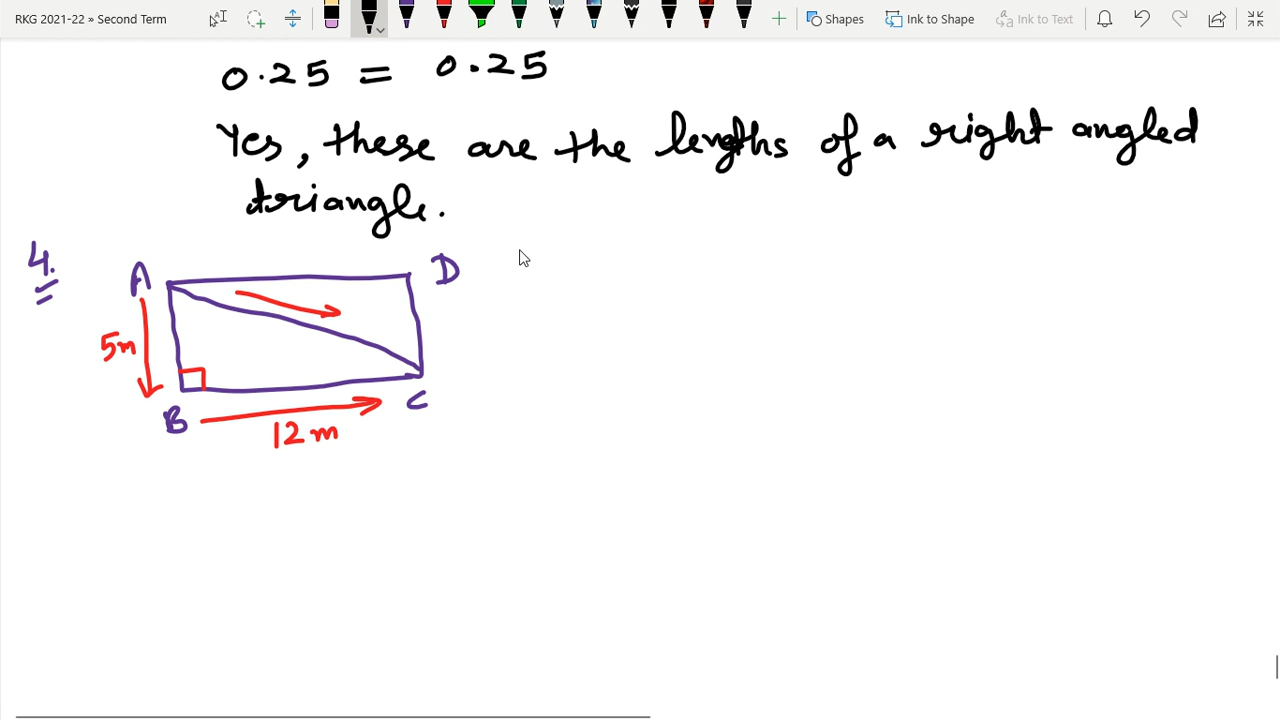 RKG 2021-22 » Second Term
Shapes
Ink to Shape
Ink to Text
0.25 = 0.25
Yes, these are the lengths of a right angled
triangle.
4.
A
D
5m
B
C
12 m